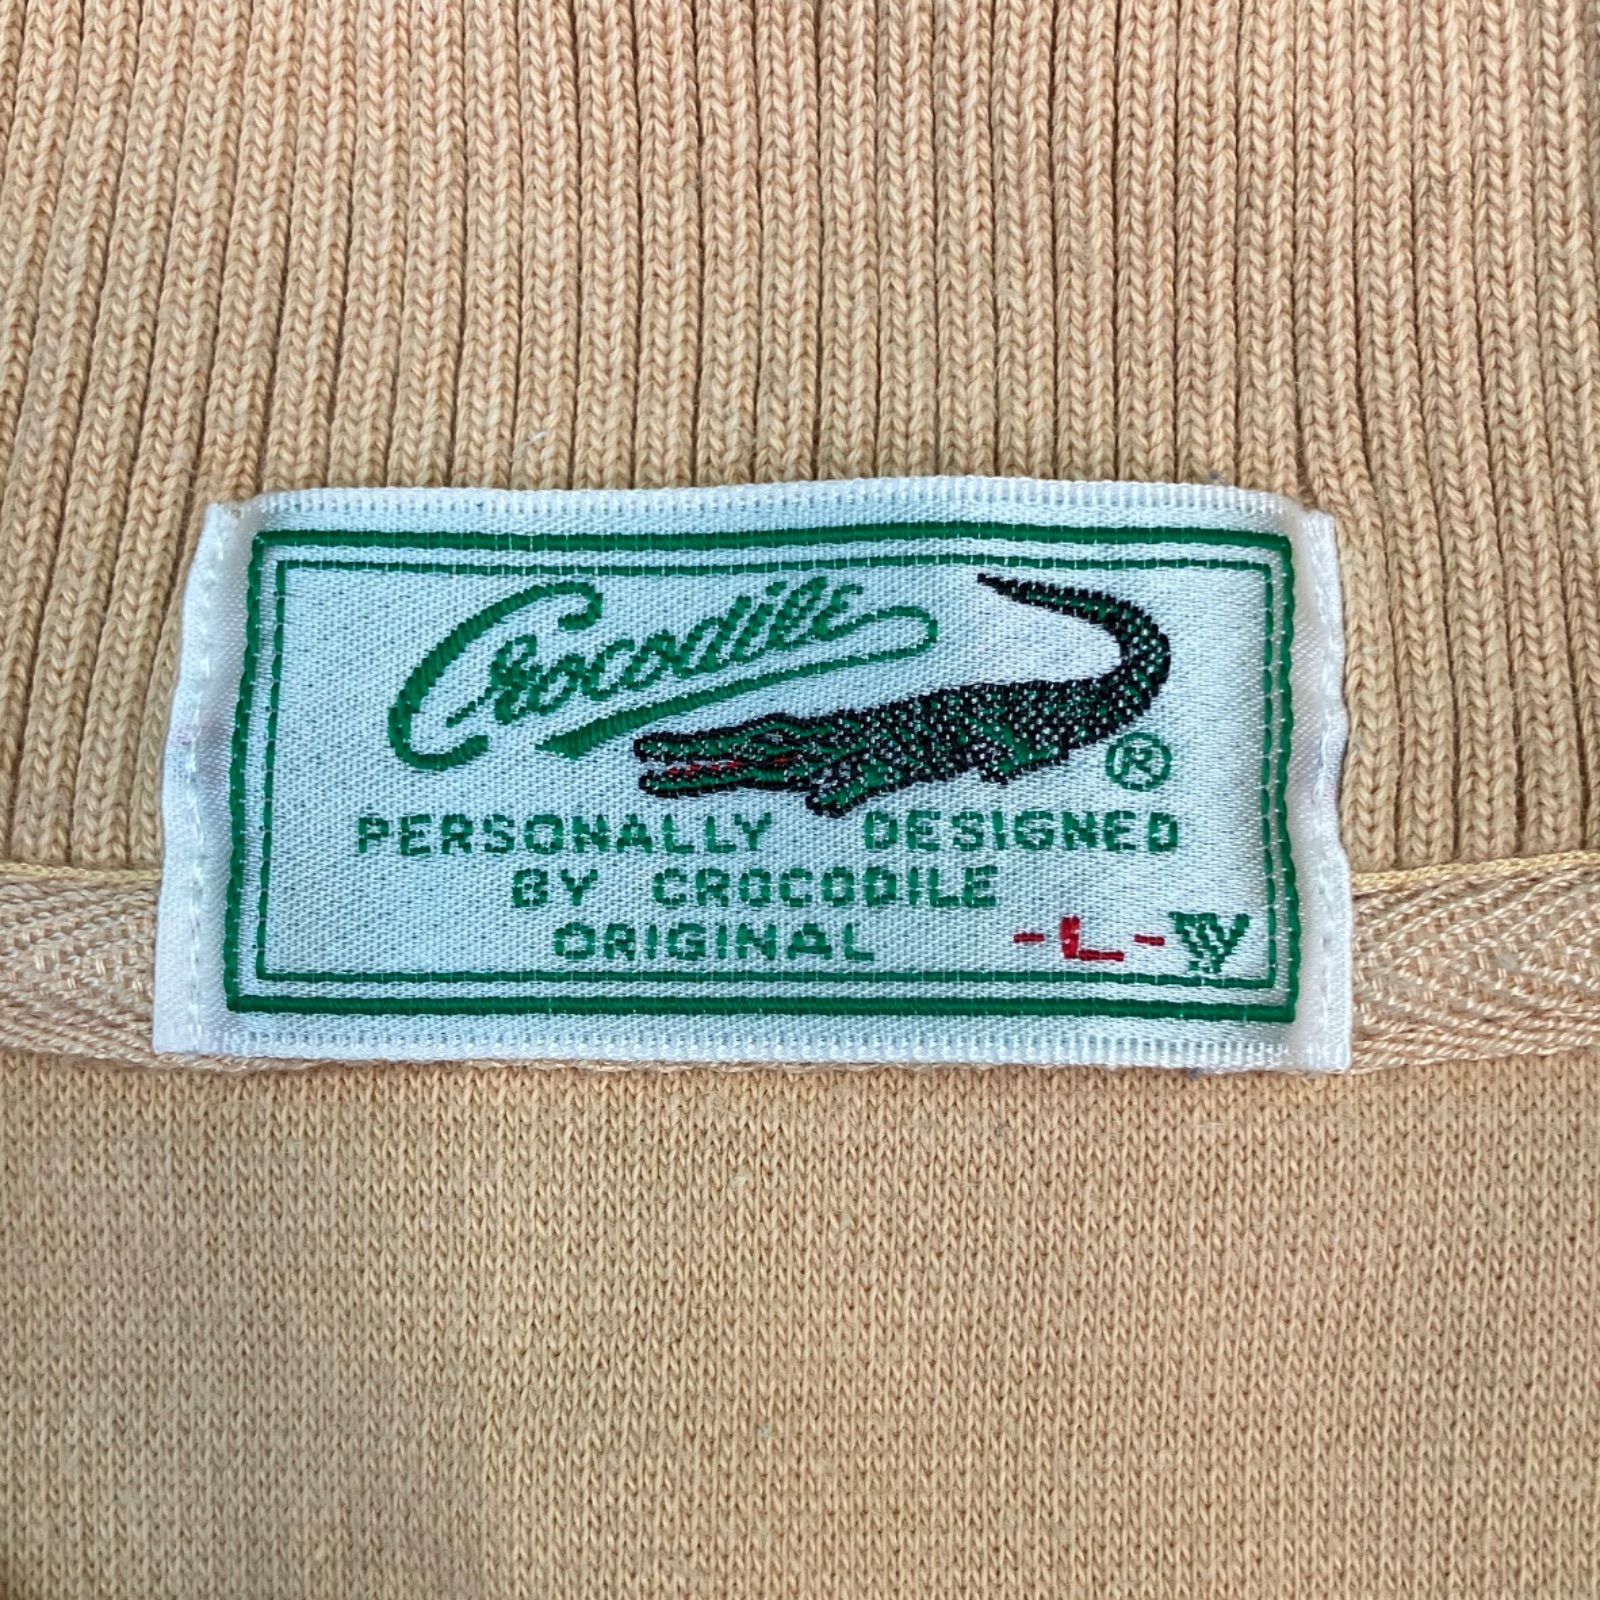 Crocodile
®
PERSONALLY DESIGNED
BY CROCODILE
ORIGINAL
-L-